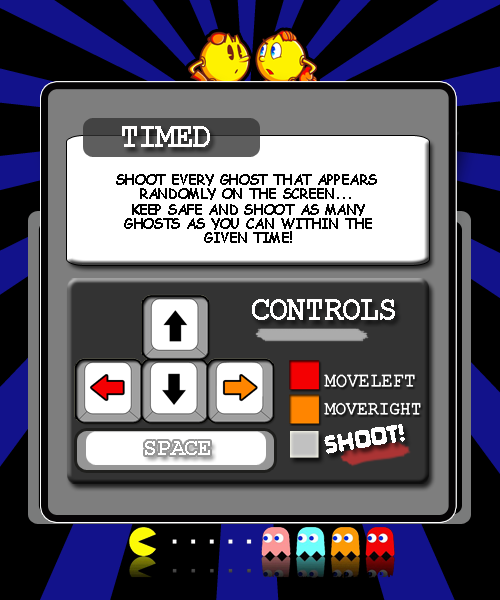 TIMED
SHOOT EVERY GHOST THAT APPEARS
RANDOMLY ON THE SCREEN...
KEEP SAFE AND SHOOT AS MANY
GHOSTS AS YOU CAN WITHIN THE
GIVEN TIME!
CONTROLS
MOVELEFT
MOVERIGHT
SHOOT!
SPACE